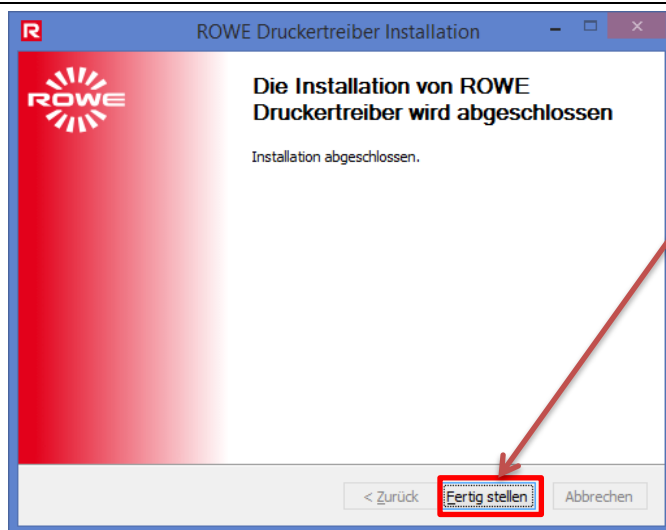 R ROWE Druckertreiber Installation
ROWE
Die Installation von ROWE
Druckertreiber wird abgeschlossen
Installation abgeschlossen.
< Zurück Fertig stellen Abbrechen